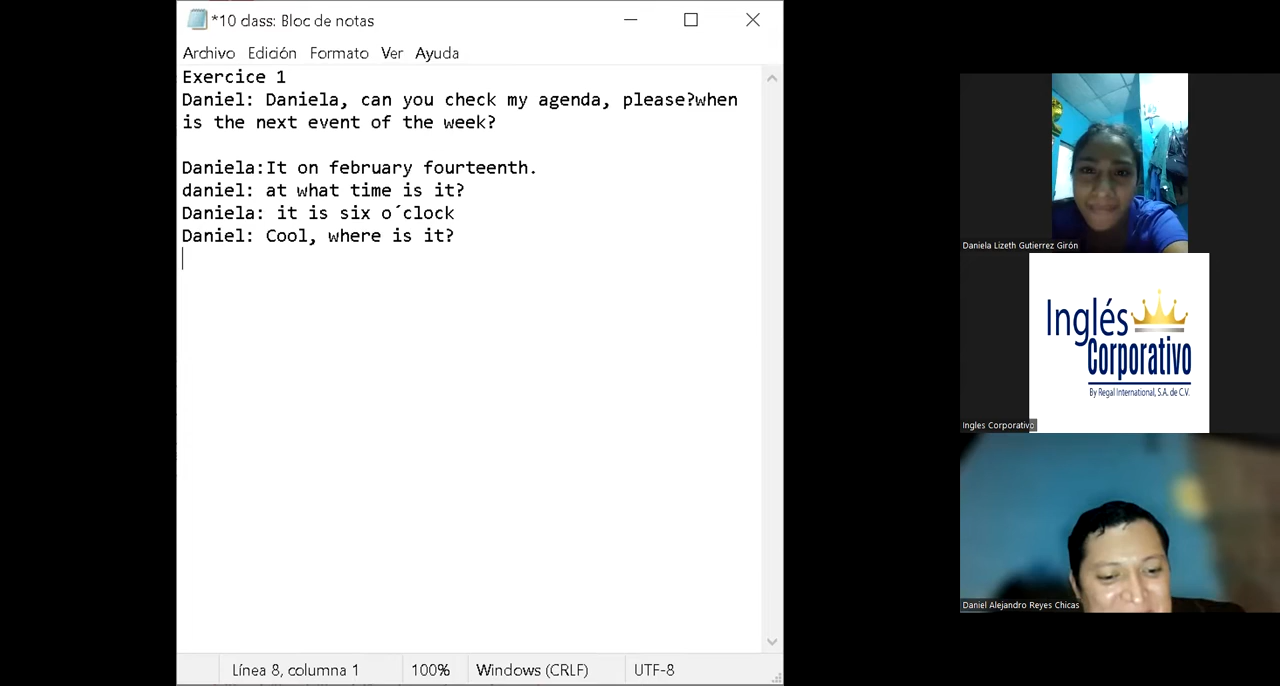 *10 class: Bloc de notas
Archivo Edición Formato Ver Ayuda
Exercice 1
Daniel: Daniela, can you check my agenda, please?when
is the next event of the week?
Daniela:It on february fourteenth.
daniel: at what time is it?
Daniela: it is six o´clock
Daniel: Cool, where is it?
Línea 8, columna 1 100% Windows (CRLF) UTF-8
Daniela Lizeth Gutierrez Girón
Inglés
Corporativo
By Regal International, S.A. de C.V.
Ingles Corporativo
Daniel Alejandro Reyes Chicas